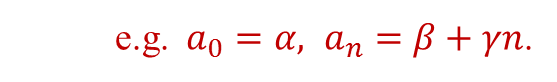 e.g. a₀ = α, aₙ = β + γn.